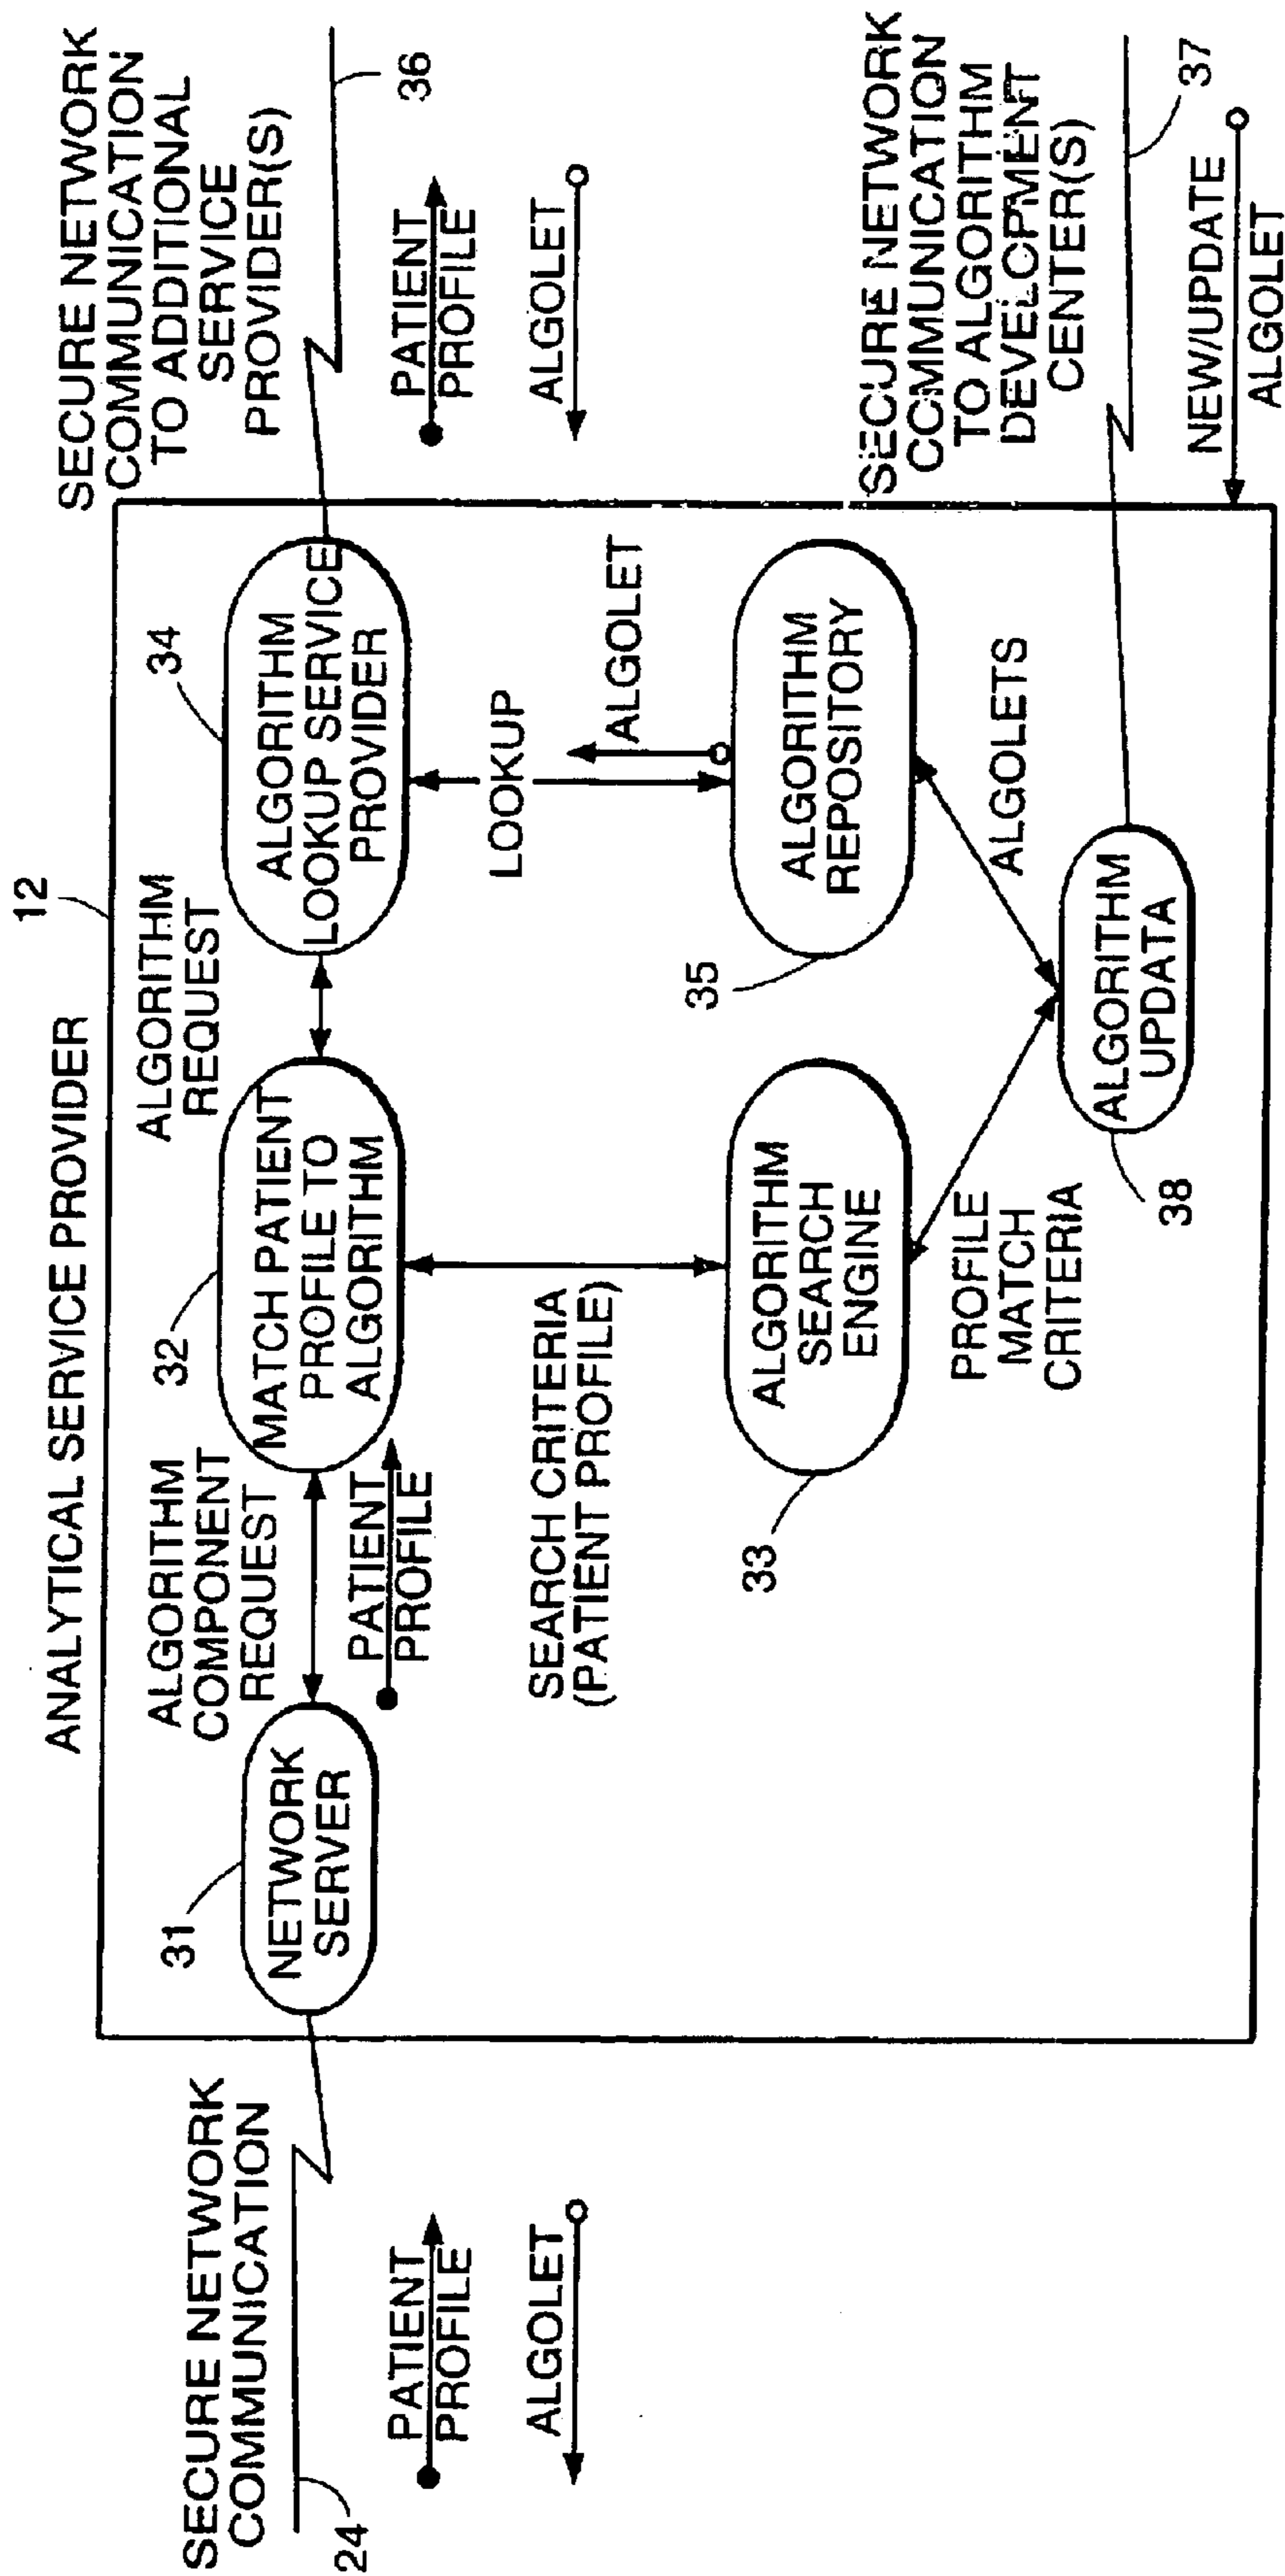 ANALYTICAL SERVICE PROVIDER
12
SECURE NETWORK
COMMUNICATION
24
PATIENT
PROFILE
ALGOLET
31
NETWORK
SERVER
ALGORITHM
COMPONENT
REQUEST
PATIENT
PROFILE
32
MATCH PATIENT
PROFILE TO
ALGORITHM
ALGORITHM
REQUEST
34
ALGORITHM
LOOKUP SERVICE
PROVIDER
SECURE NETWORK
COMMUNICATION
TO ADDITIONAL
SERVICE
PROVIDER(S)
36
PATIENT
PROFILE
ALGOLET
SEARCH CRITERIA
(PATIENT PROFILE)
LOOKUP
ALGOLET
33
ALGORITHM
SEARCH
ENGINE
35
ALGORITHM
REPOSITORY
PROFILE
MATCH
CRITERIA
ALGOLETS
38
ALGORITHM
UPDATA
SECURE NETWORK
COMMUNICATION
TO ALGORITHM
DEVELCPMENT
CENTER(S)
37
NEW/UPDATE
ALGOLET